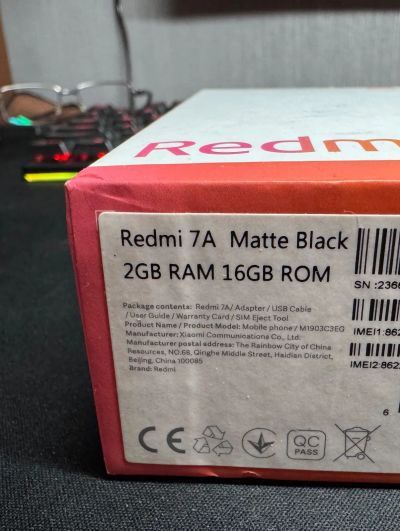 Redm
Redmi 7A Matte Black
2GB RAM 16GB ROM
Package contents: Redmi 7A/ Adapter / USB Cable
/ User Guide / Warranty Card / SIM Eject Tool
Product Name / Product Model: Mobile phone / M1903C3EG
Manufacturer: Xiaomi Communications Co., Ltd.
Manufacturer postal address: The Rainbow City of China
Resources, NO.68, Qinghe Middle Street, Haidian District,
Beijing, China 100085
Brand: Redmi
SN :236
IMEI1:862
IMEI2:862
6
CE
QC
PASS